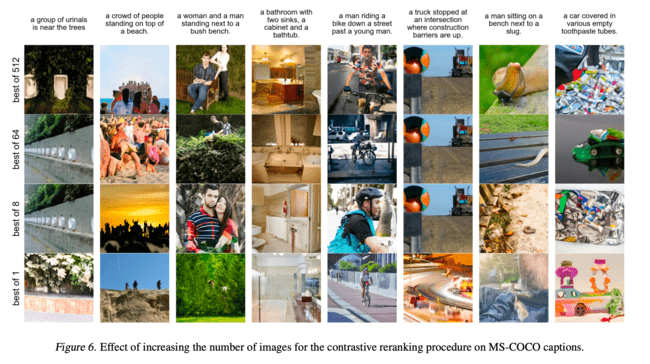 a group of urinals
is near the trees
a crowd of people
standing on top of
a beach.
a woman and a man
standing next to a
bush bench.
a bathroom with
two sinks, a
cabinet and a
bathtub.
a man riding a
bike down a street
past a young man.
a truck stopped at
an intersection
where construction
barriers are up.
a man sitting on a
bench next to a
slug.
a car covered in
various empty
toothpaste tubes.
best of 512
best of 64
best of 8
best of 1
Figure 6. Effect of increasing the number of images for the contrastive reranking procedure on MS-COCO captions.